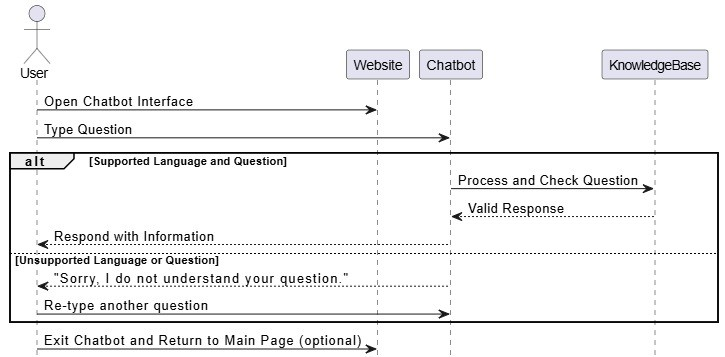 User
Website
Chatbot
KnowledgeBase
Open Chatbot Interface
Type Question
alt
[Supported Language and Question]
Process and Check Question
Valid Response
Respond with Information
[Unsupported Language or Question]
"Sorry, I do not understand your question."
Re-type another question
Exit Chatbot and Return to Main Page (optional)